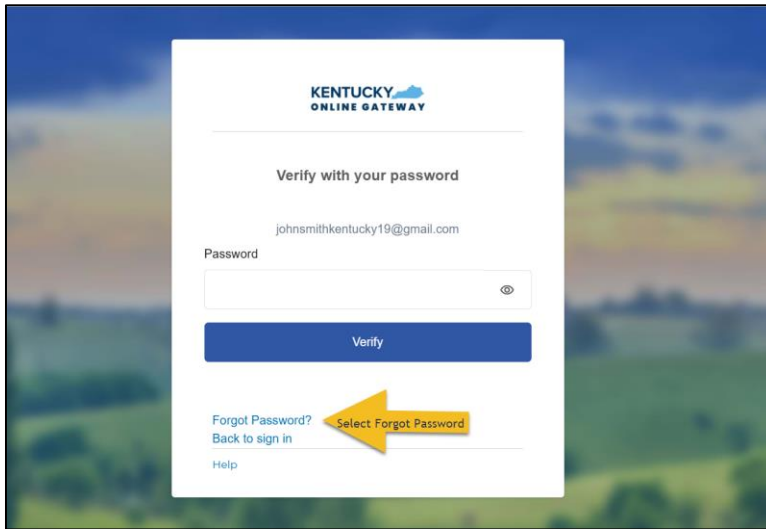 KENTUCKY
ONLINE GATEWAY
Verify with your password
johnsmithkentucky19@gmail.com
Password
Verify
Forgot Password?
Select Forgot Password
Back to sign in
Help